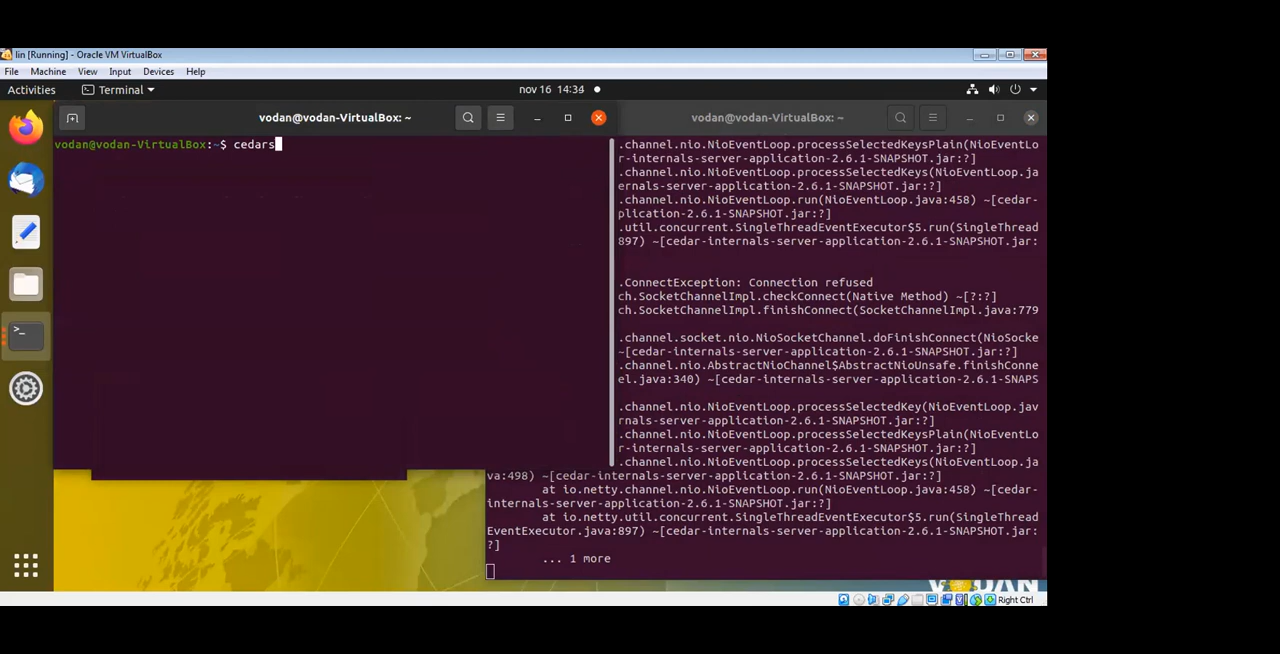 lin [Running] - Oracle VM VirtualBox
File Machine View Input Devices Help
Activities Terminal nov 16 14:34
vodan@vodan-VirtualBox: ~
vodan@vodan-VirtualBox:~$ cedars
vodan@vodan-VirtualBox: ~
.channel.nio.NioEventLoop.processSelectedKeysPlain(NioEventLo
r-internals-server-application-2.6.1-SNAPSHOT.jar:?]
.channel.nio.NioEventLoop.processSelectedKeys(NioEventLoop.ja
ernals-server-application-2.6.1-SNAPSHOT.jar:?]
.channel.nio.NioEventLoop.run(NioEventLoop.java:458) ~[cedar-
plication-2.6.1-SNAPSHOT.jar:?]
.util.concurrent.SingleThreadEventExecutor$5.run(SingleThread
897) ~[cedar-internals-server-application-2.6.1-SNAPSHOT.jar:
.ConnectException: Connection refused
ch.SocketChannelImpl.checkConnect(Native Method) ~[?:?]
ch.SocketChannelImpl.finishConnect(SocketChannelImpl.java:779
.channel.socket.nio.NioSocketChannel.doFinishConnect(NioSocke
~[cedar-internals-server-application-2.6.1-SNAPSHOT.jar:?]
.channel.nio.AbstractNioChannel$AbstractNioUnsafe.finishConne
el.java:340) ~[cedar-internals-server-application-2.6.1-SNAPS
.channel.nio.NioEventLoop.processSelectedKey(NioEventLoop.jav
rnals-server-application-2.6.1-SNAPSHOT.jar:?]
.channel.nio.NioEventLoop.processSelectedKeysPlain(NioEventLo
r-internals-server-application-2.6.1-SNAPSHOT.jar:?]
.channel.nio.NioEventLoop.processSelectedKeys(NioEventLoop.ja
va:498) ~[cedar-internals-server-application-2.6.1-SNAPSHOT.jar:?]
at io.netty.channel.nio.NioEventLoop.run(NioEventLoop.java:458) ~[cedar-
internals-server-application-2.6.1-SNAPSHOT.jar:?]
at io.netty.util.concurrent.SingleThreadEventExecutor$5.run(SingleThread
EventExecutor.java:897) ~[cedar-internals-server-application-2.6.1-SNAPSHOT.jar:
?]
... 1 more
VODAN
Right Ctrl